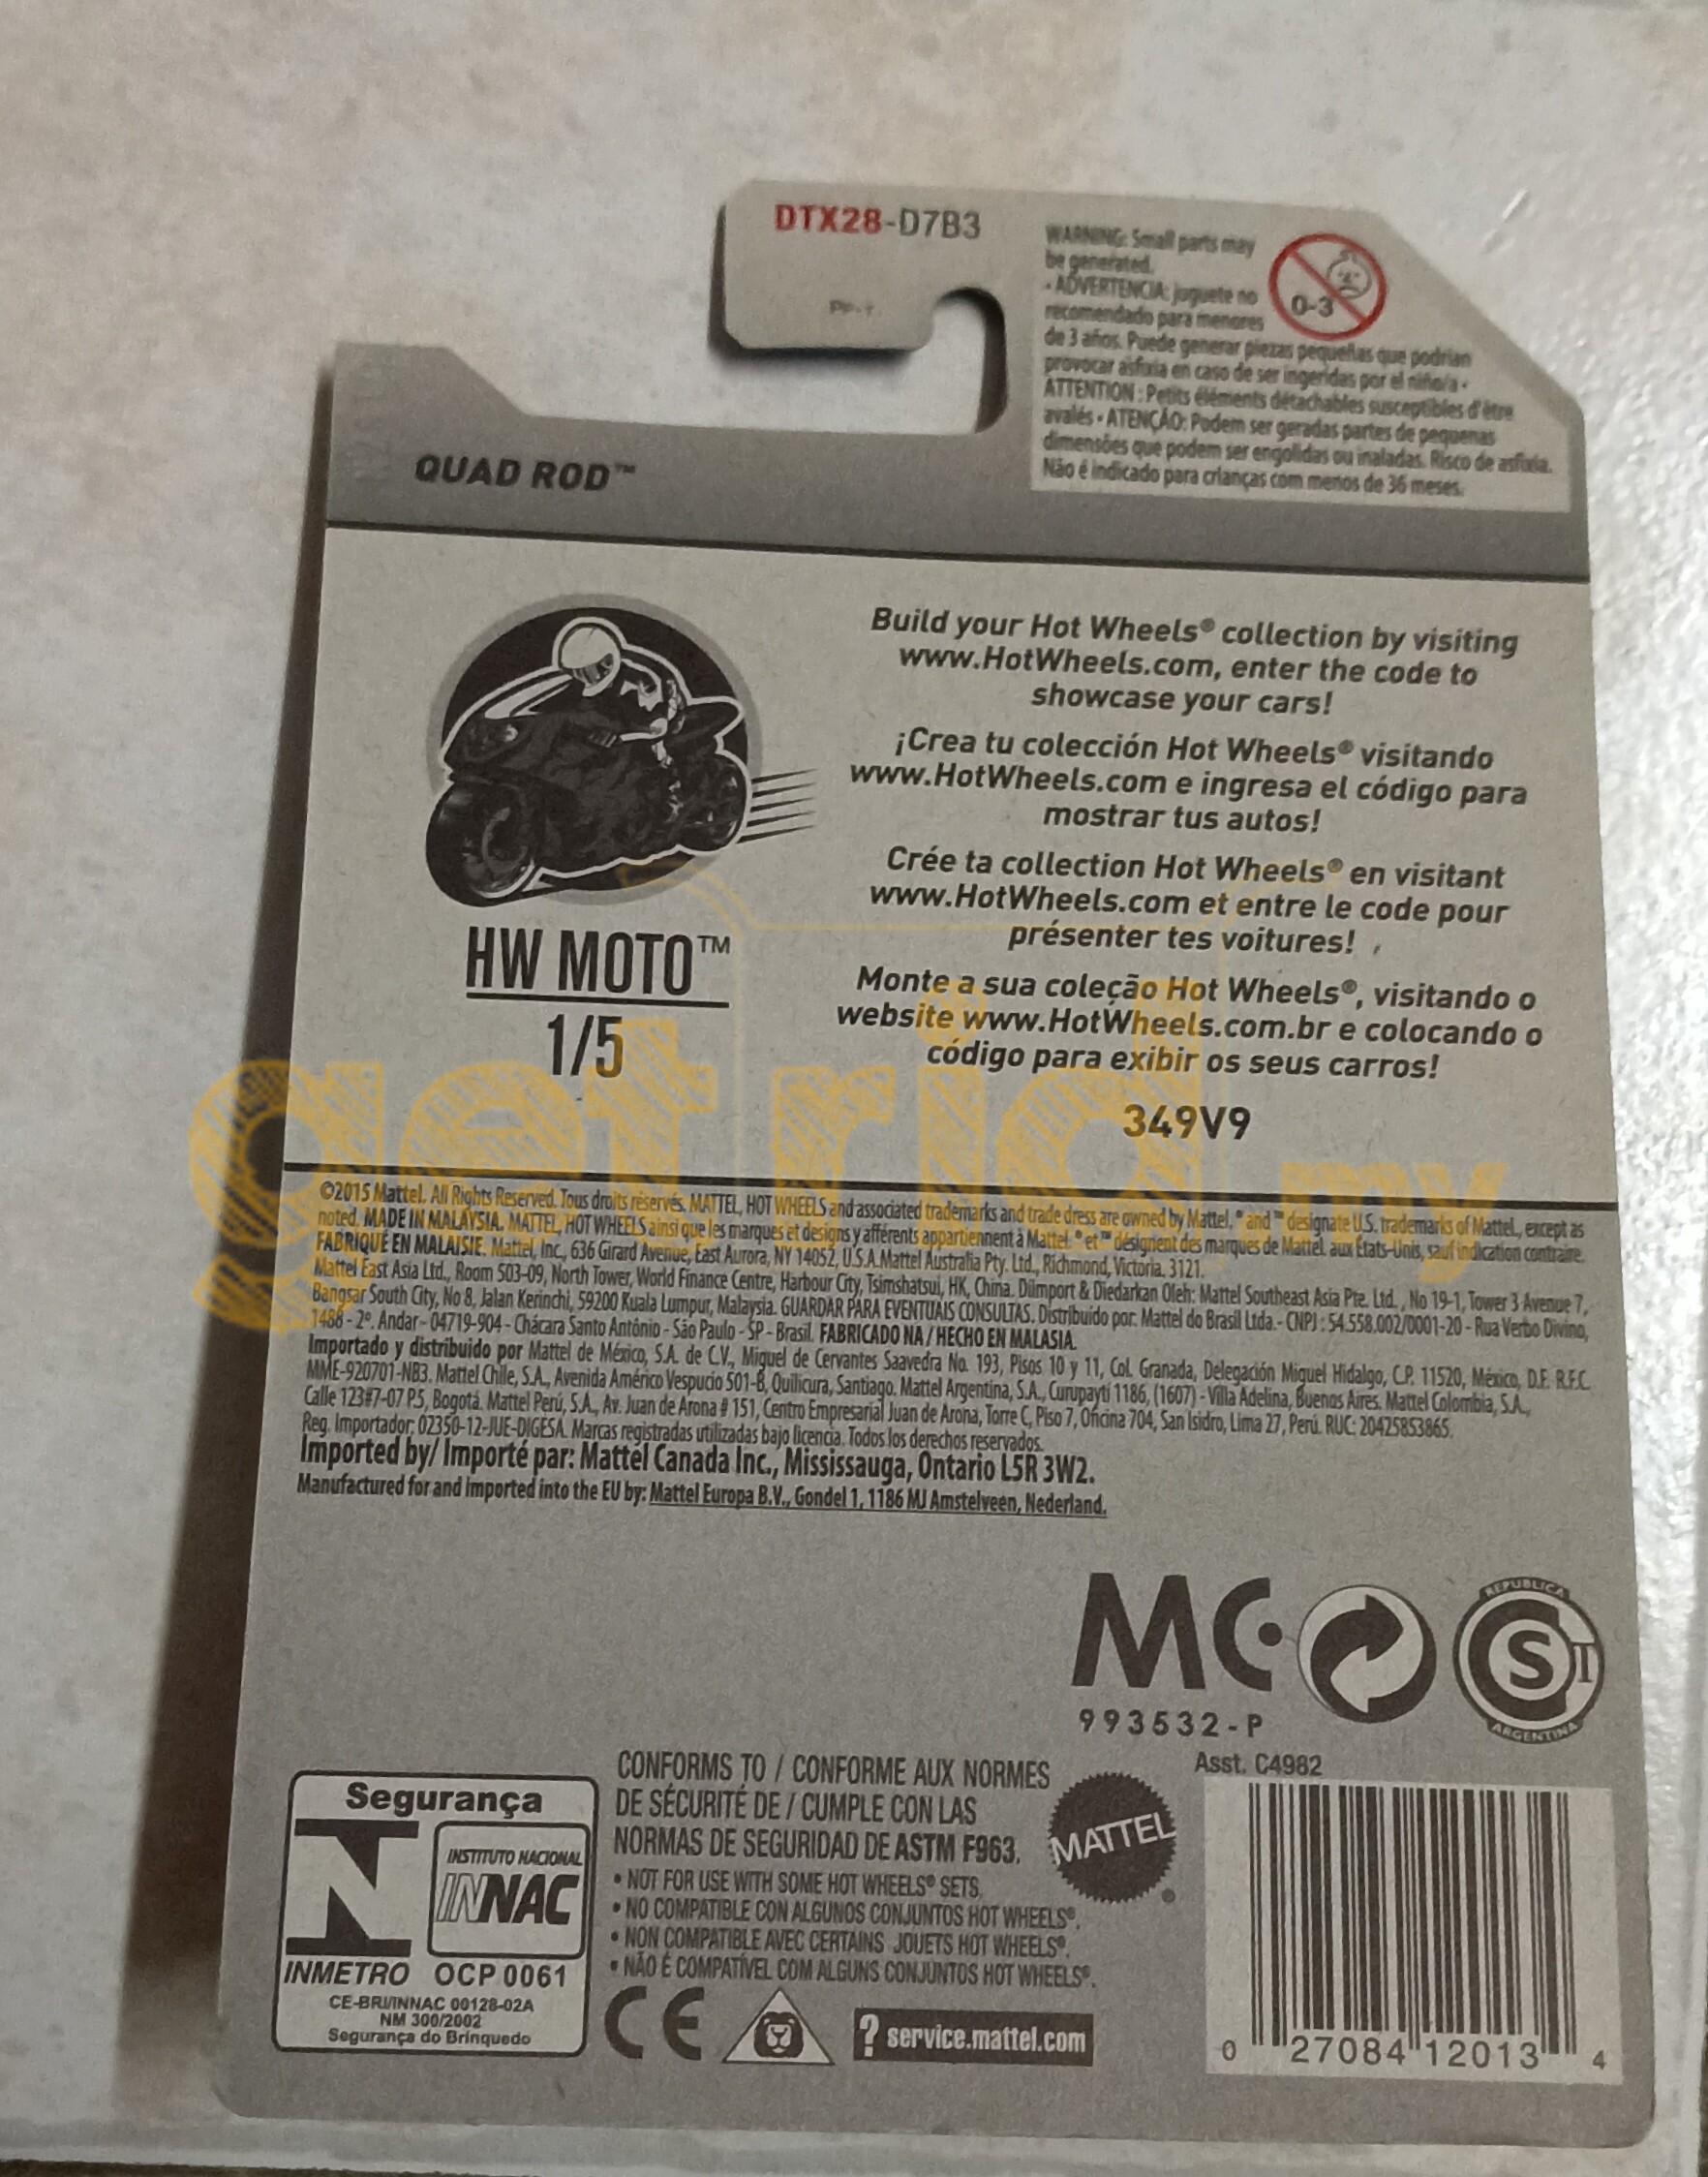 DTX28-D7B3
PP-Y
WARNING: Small parts may
be generated.
• ADVERTENCIA: juguete no
recomendado para menores
de 3 años. Puede generar piezas pequeñas que podrían
provocar asfixia en caso de ser ingeridas por el niño/a •
ATTENTION : Petits éléments détachables susceptibles d'être
avalés • ATENÇÃO: Podem ser geradas partes de pequenas
dimensões que podem ser engolidas ou inaladas. Risco de asfixia.
Não é indicado para crianças com menos de 36 meses.
0-3
QUAD ROD™
HW MOTO™
1/5
Build your Hot Wheels® collection by visiting
www.HotWheels.com, enter the code to
showcase your cars!
¡Crea tu colección Hot Wheels® visitando
www.HotWheels.com e ingresa el código para
mostrar tus autos!
Crée ta collection Hot Wheels® en visitant
www.HotWheels.com et entre le code pour
présenter tes voitures!
Monte a sua coleção Hot Wheels®, visitando o
website www.HotWheels.com.br e colocando o
código para exibir os seus carros!
349V9
getrid.my
©2015 Mattel. All Rights Reserved. Tous droits réservés. MATTEL, HOT WHEELS and associated trademarks and trade dress are owned by Mattel. ® and ™ designate U.S. trademarks of Mattel, except as
noted. MADE IN MALAYSIA. MATTEL, HOT WHEELS ainsi que les marques et designs y afférents appartiennent à Mattel. ® et ™ désignent des marques de Mattel aux États-Unis, sauf indication contraire.
FABRIQUÉ EN MALAISIE. Mattel, Inc., 636 Girard Avenue, East Aurora, NY 14052, U.S.A. Mattel Australia Pty. Ltd., Richmond, Victoria. 3121.
Mattel East Asia Ltd., Room 503-09, North Tower, World Finance Centre, Harbour City, Tsimshatsui, HK, China. Diimport & Diedarkan Oleh: Mattel Southeast Asia Pte. Ltd., No 19-1, Tower 3 Avenue 7,
Bangsar South City, No 8, Jalan Kerinchi, 59200 Kuala Lumpur, Malaysia. GUARDAR PARA EVENTUAIS CONSULTAS. Distribuído por: Mattel do Brasil Ltda.- CNPJ : 54.558.002/0001-20 - Rua Verbo Divino,
1488 - 2º. Andar - 04719-904 - Chácara Santo Antônio - São Paulo - SP - Brasil. FABRICADO NA / HECHO EN MALASIA.
Importado y distribuido por Mattel de México, S.A. de C.V., Miguel de Cervantes Saavedra No. 193, Pisos 10 y 11, Col. Granada, Delegación Miguel Hidalgo, C.P. 11520, México, D.F. R.F.C.
MME-920701-NB3. Mattel Chile, S.A., Avenida Américo Vespucio 501-B, Quilicura, Santiago. Mattel Argentina, S.A., Curupaytí 1186, (1607) - Villa Adelina, Buenos Aires. Mattel Colombia, S.A.,
Calle 123#7-07 P.5, Bogotá. Mattel Perú, S.A., Av. Juan de Arona # 151, Centro Empresarial Juan de Arona, Torre C, Piso 7, Oficina 704, San Isidro, Lima 27, Perú. RUC: 20425853865.
Reg. Importador: 02350-12-JUE-DIGESA. Marcas registradas utilizadas bajo licencia. Todos los derechos reservados.
Imported by/ Importé par: Mattel Canada Inc., Mississauga, Ontario L5R 3W2.
Manufactured for and imported into the EU by: Mattel Europa B.V., Gondel 1, 1186 MJ Amstelveen, Nederland.
MC
993532-P
REPUBLICA
S
ARGENTINA
Segurança
INSTITUTO NACIONAL
INNAC
INMETRO OCP 0061
CE-BRI/INNAC 00128-02A
NM 300/2002
Segurança do Brinquedo
CONFORMS TO / CONFORME AUX NORMES
DE SÉCURITÉ DE / CUMPLE CON LAS
NORMAS DE SEGURIDAD DE ASTM F963.
• NOT FOR USE WITH SOME HOT WHEELS® SETS.
• NO COMPATIBLE CON ALGUNOS CONJUNTOS HOT WHEELS®.
• NON COMPATIBLE AVEC CERTAINS JOUETS HOT WHEELS®.
• NÃO É COMPATÍVEL COM ALGUNS CONJUNTOS HOT WHEELS®.
MATTEL®
CE
? service.mattel.com
Asst. C4982
0 27084 12013 4